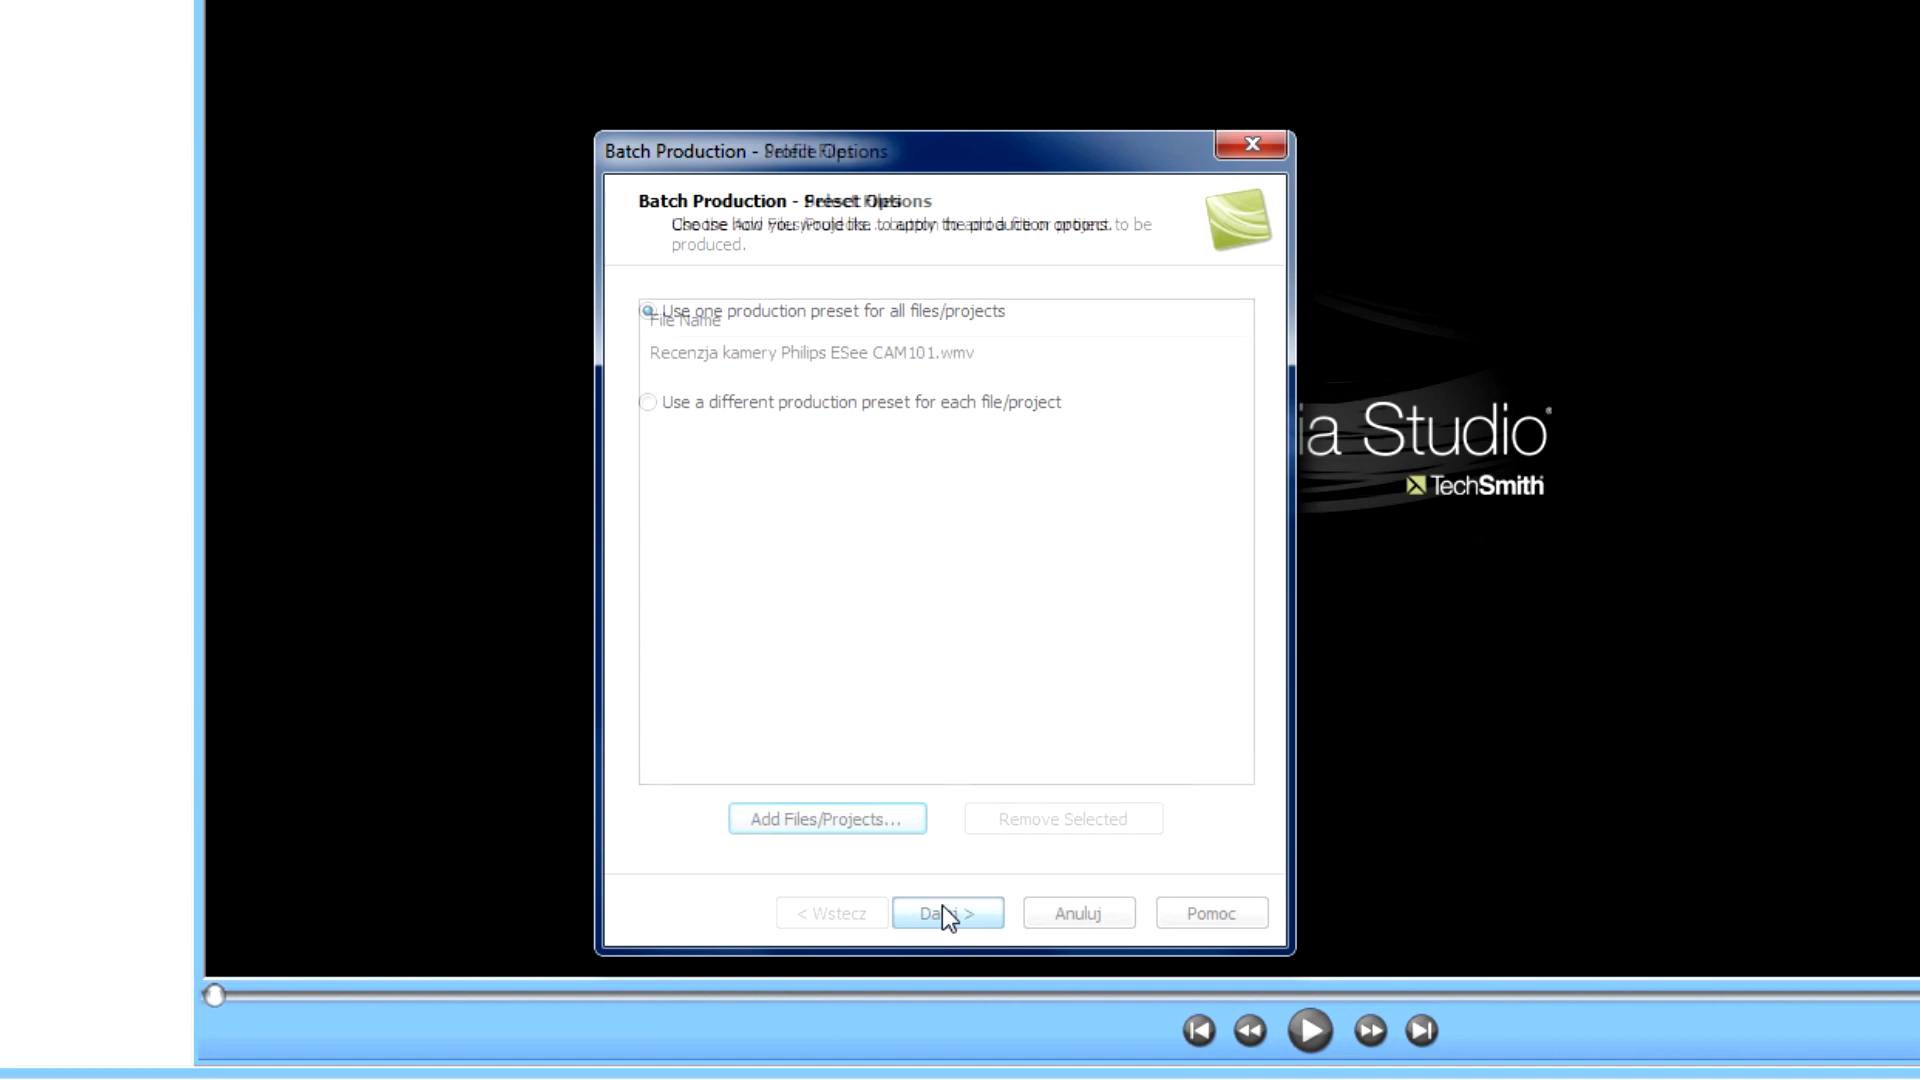 Batch Production -
Batch Production -
produced.
Use one production preset for all files/projects
File Name
Recenzja kamery Philips ESee CAM101.wmv
Use a different production preset for each file/project
ia Studio
TechSmith
Add Files/Projects...
Remove Selected
< Wstecz
>
Anuluj
Pomoc